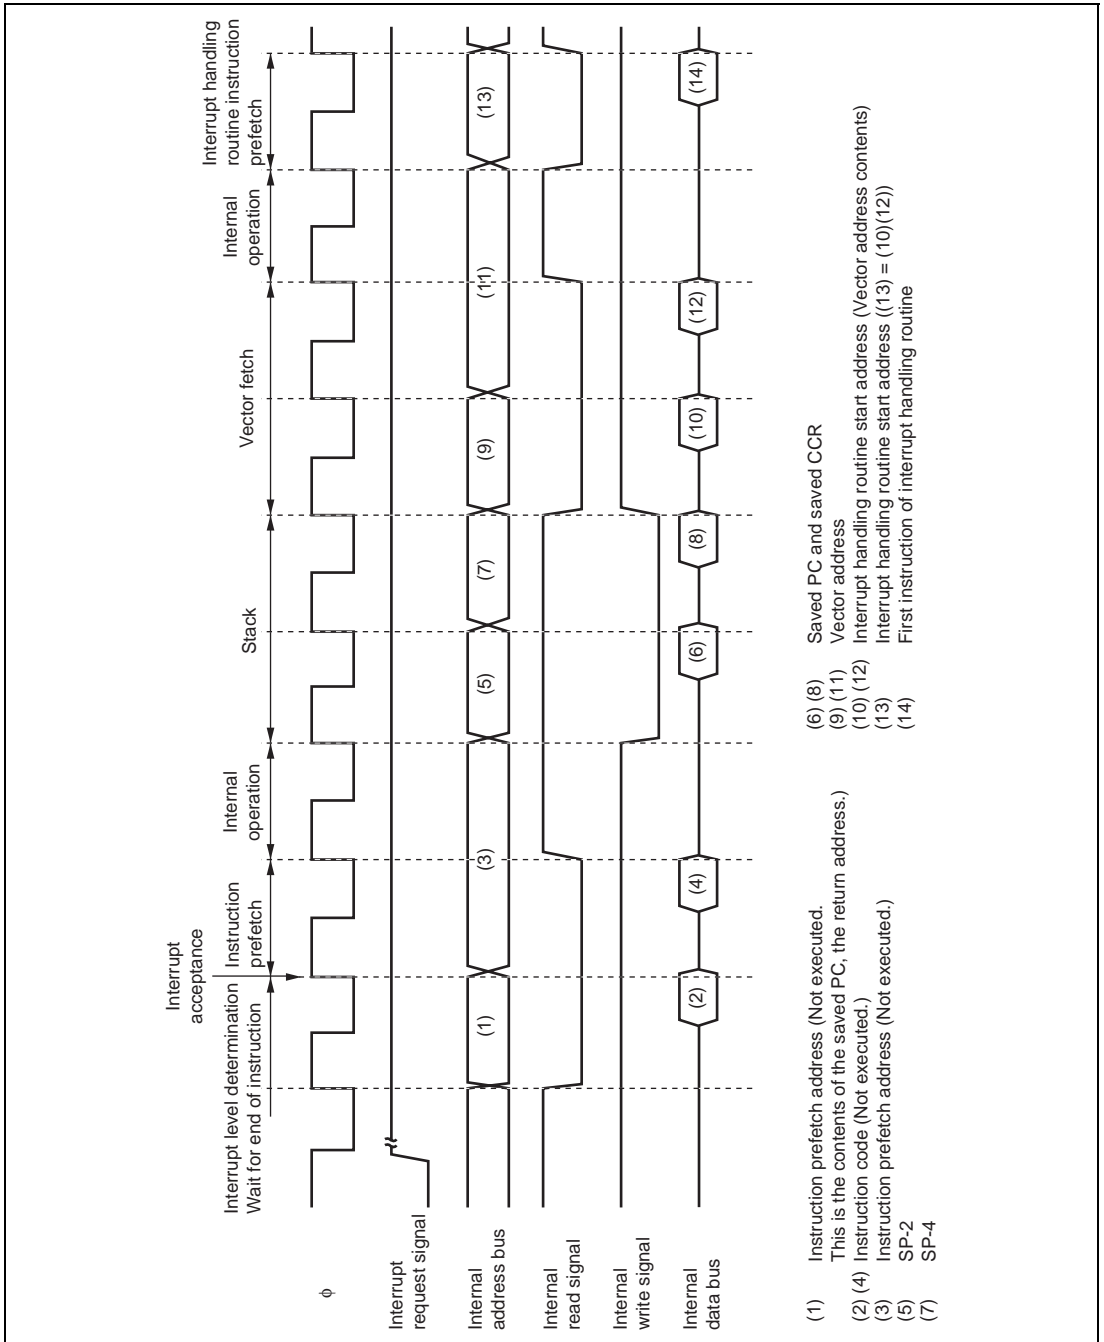 Interrupt
acceptance
Interrupt level determination
Wait for end of instruction
Instruction
prefetch
Internal
operation
Stack
Vector fetch
Internal
operation
Interrupt handling
routine instruction
prefetch
φ
Interrupt
request signal
Internal
address bus
(1)
(3)
(5)
(7)
(9)
(11)
(13)
Internal
read signal
Internal
write signal
Internal
data bus
(2)
(4)
(6)
(8)
(10)
(12)
(14)
(1) Instruction prefetch address (Not executed.
This is the contents of the saved PC, the return address.)
(2) (4) Instruction code (Not executed.)
(3) Instruction prefetch address (Not executed.)
(5) SP-2
(7) SP-4
(6) (8) Saved PC and saved CCR
(9) (11) Vector address
(10) (12) Interrupt handling routine start address (Vector address contents)
(13) Interrupt handling routine start address ((13) = (10)(12))
(14) First instruction of interrupt handling routine